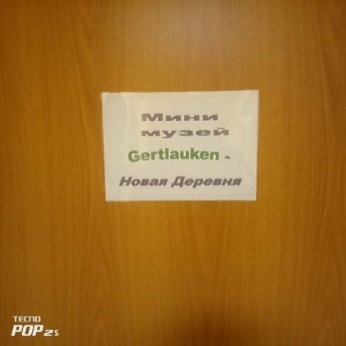 Мини
музей
Gertlauken -
Новая Деревня
TECNO
POP 2s